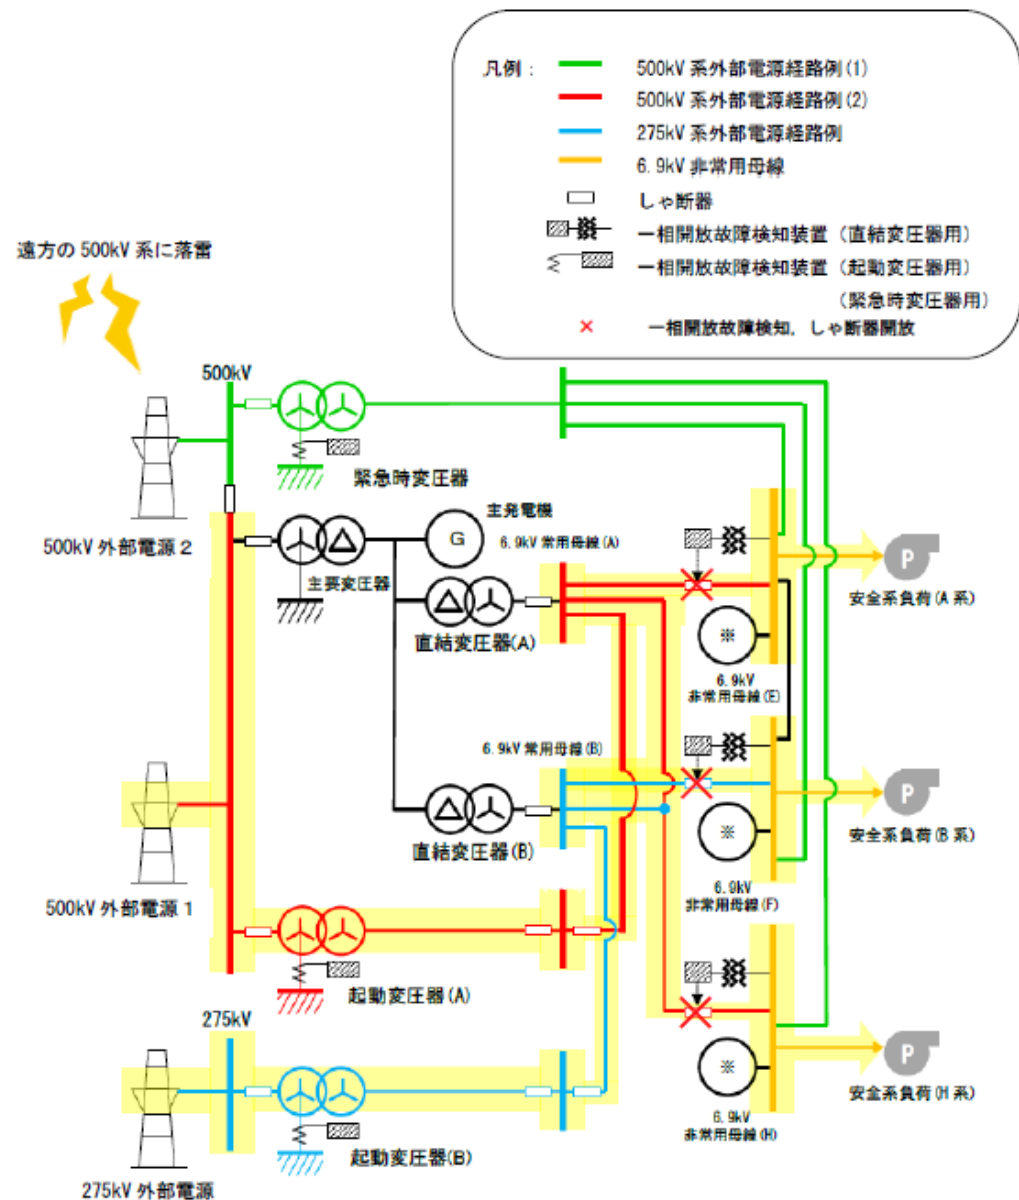 凡例：
500kV 系外部電源経路例(1)
500kV 系外部電源経路例(2)
275kV 系外部電源経路例
6.9kV 非常用母線
しゃ断器
一相開放故障検知装置（直結変圧器用）
一相開放故障検知装置（起動変圧器用）
（緊急時変圧器用）
一相開放故障検知，しゃ断器開放
遠方の 500kV 系に落雷
500kV
緊急時変圧器
500kV 外部電源 2
主発電機
G
6.9kV 常用母線(A)
主要変圧器
直結変圧器(A)
P
安全系負荷(A 系)
※
6.9kV
非常用母線(E)
6.9kV 常用母線(B)
直結変圧器(B)
P
安全系負荷(B 系)
※
6.9kV
非常用母線(F)
500kV 外部電源 1
起動変圧器(A)
275kV
P
安全系負荷(H 系)
※
6.9kV
非常用母線(H)
起動変圧器(B)
275kV 外部電源